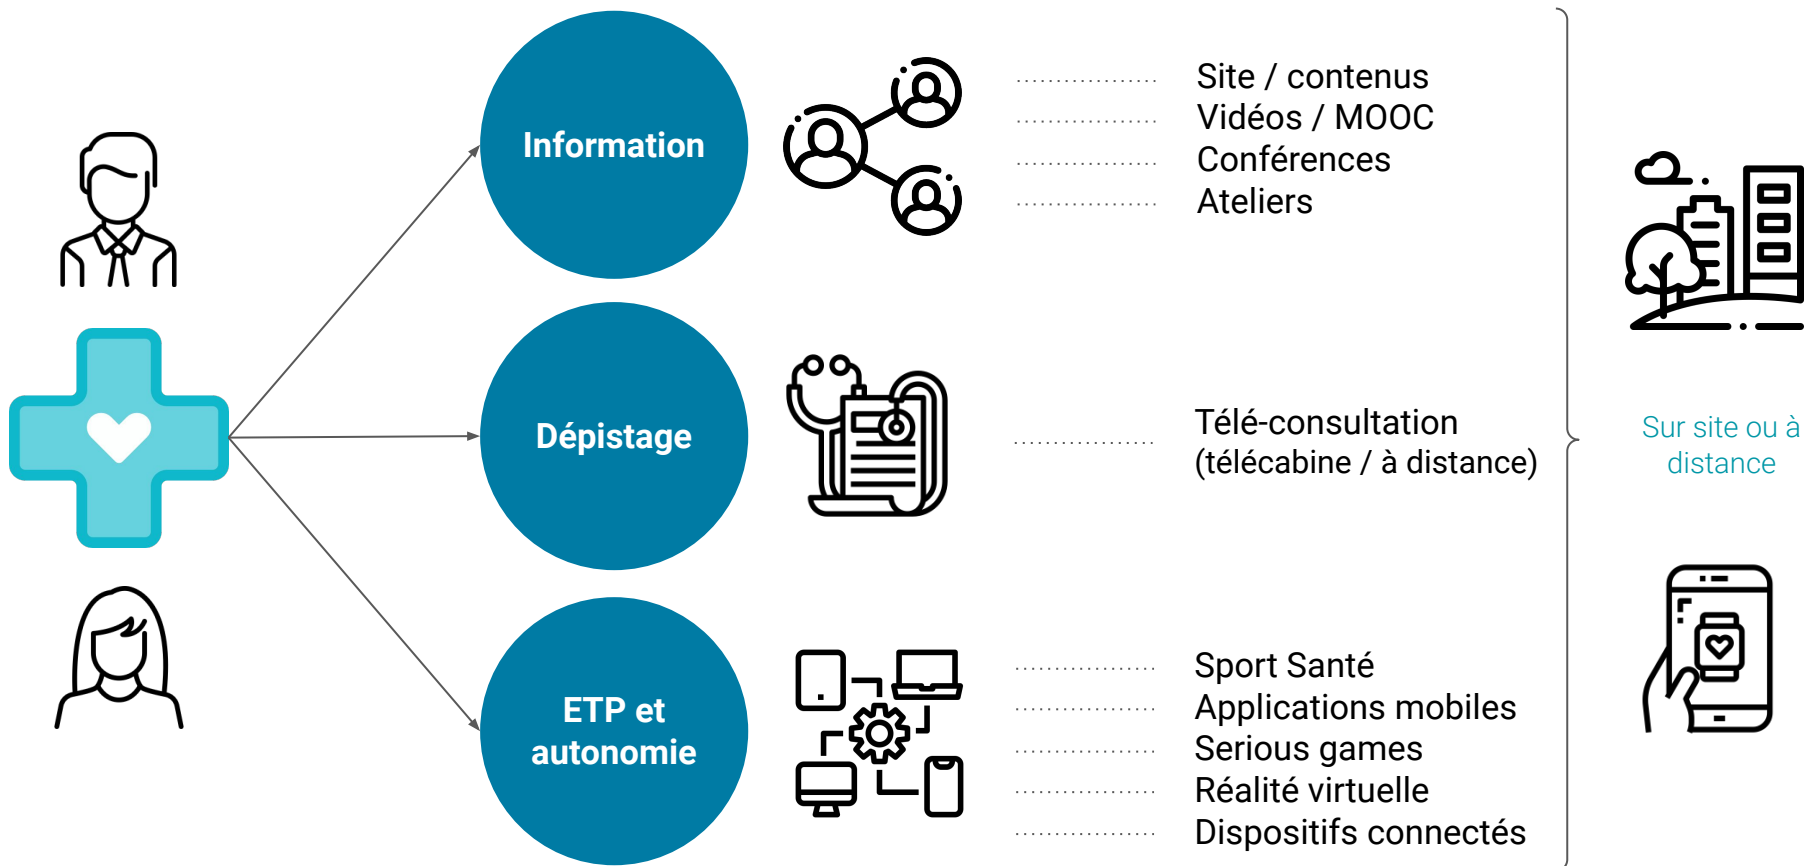 Information
Site / contenus
Vidéos / MOOC
Conférences
Ateliers
Dépistage
Télé-consultation
(télécabine / à distance)
Sur site ou à
distance
ETP et
autonomie
Sport Santé
Applications mobiles
Serious games
Réalité virtuelle
Dispositifs connectés